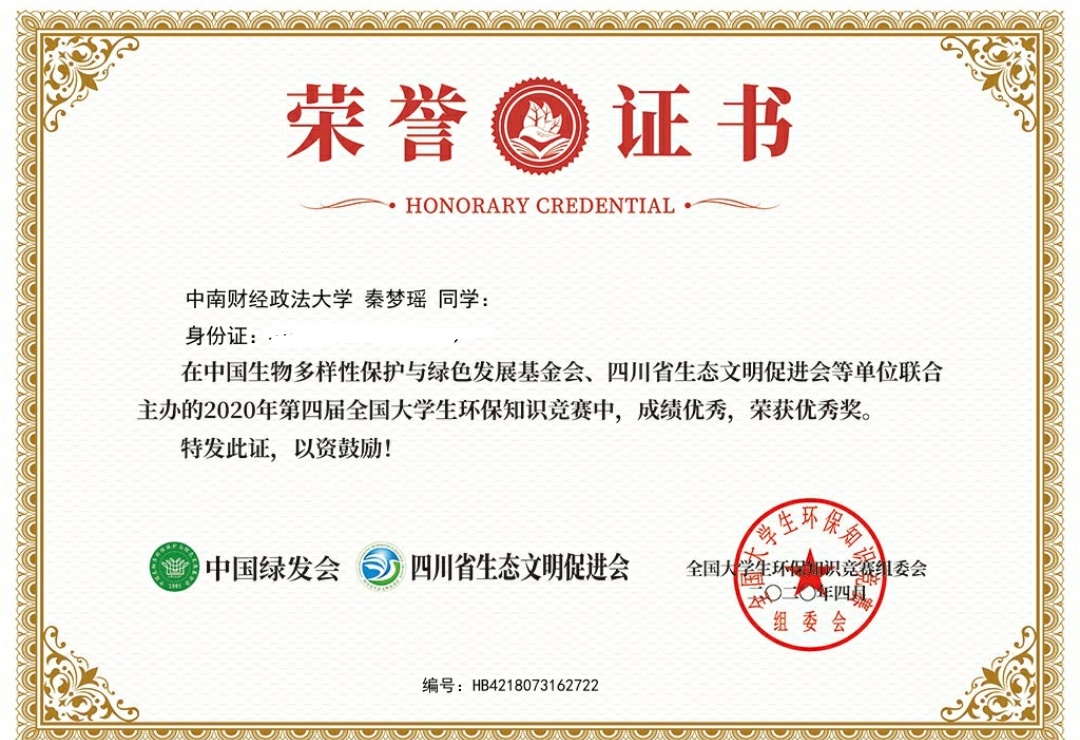 荣誉证书
HONORARY CREDENTIAL
中南财经政法大学 秦梦瑶 同学：
身份证：
在中国生物多样性保护与绿色发展基金会、四川省生态文明促进会等单位联合
主办的2020年第四届全国大学生环保知识竞赛中，成绩优秀，荣获优秀奖。
特发此证，以资鼓励！
中国绿发会
四川省生态文明促进会
全国大学生环保知识竞赛组委会
二〇二〇年四月
全国大学生环保知识竞赛
组委会
编号：HB4218073162722